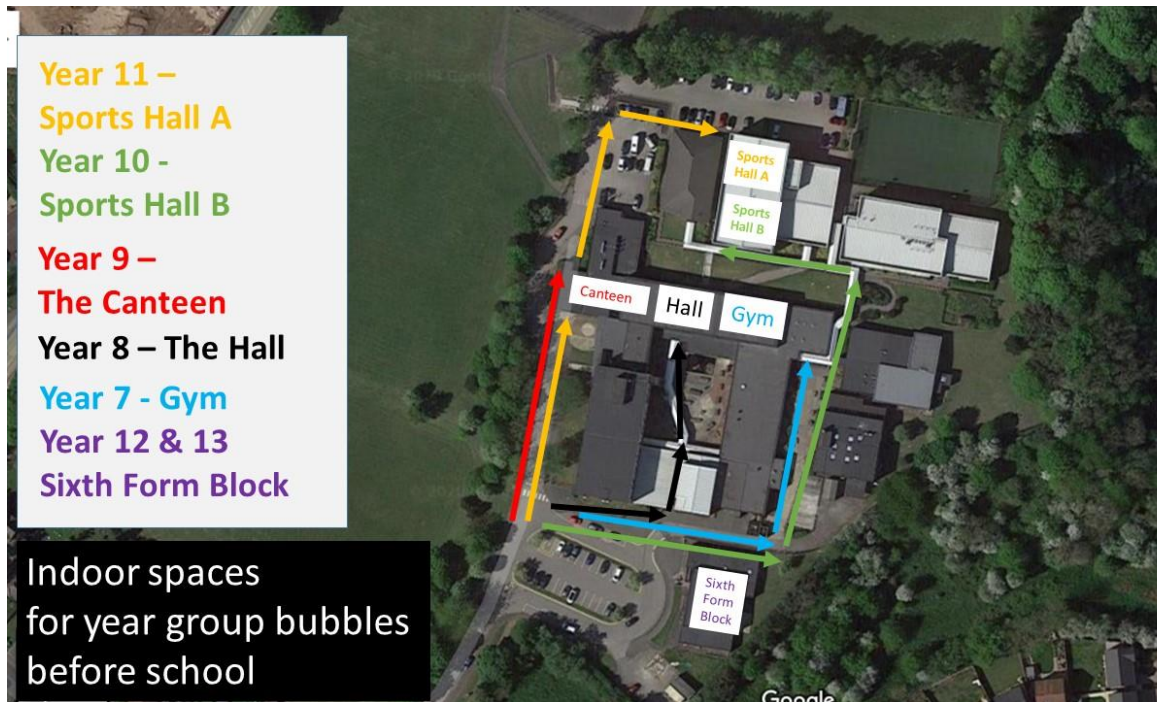 Year 11 –
Sports Hall A
Year 10 -
Sports Hall B
Year 9 –
The Canteen
Year 8 – The Hall
Year 7 - Gym
Year 12 & 13
Sixth Form Block
Indoor spaces
for year group bubbles
before school
Sports
Hall A
Sports
Hall B
Canteen
Hall
Gym
Sixth
Form
Block
Google